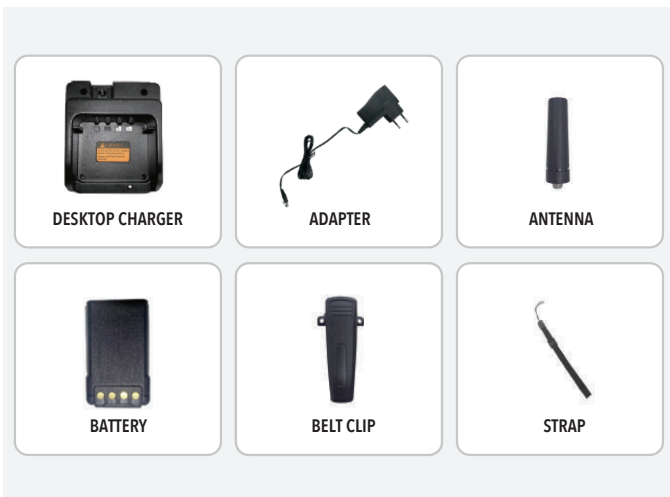 DESKTOP CHARGER
ADAPTER
ANTENNA
BATTERY
BELT CLIP
STRAP